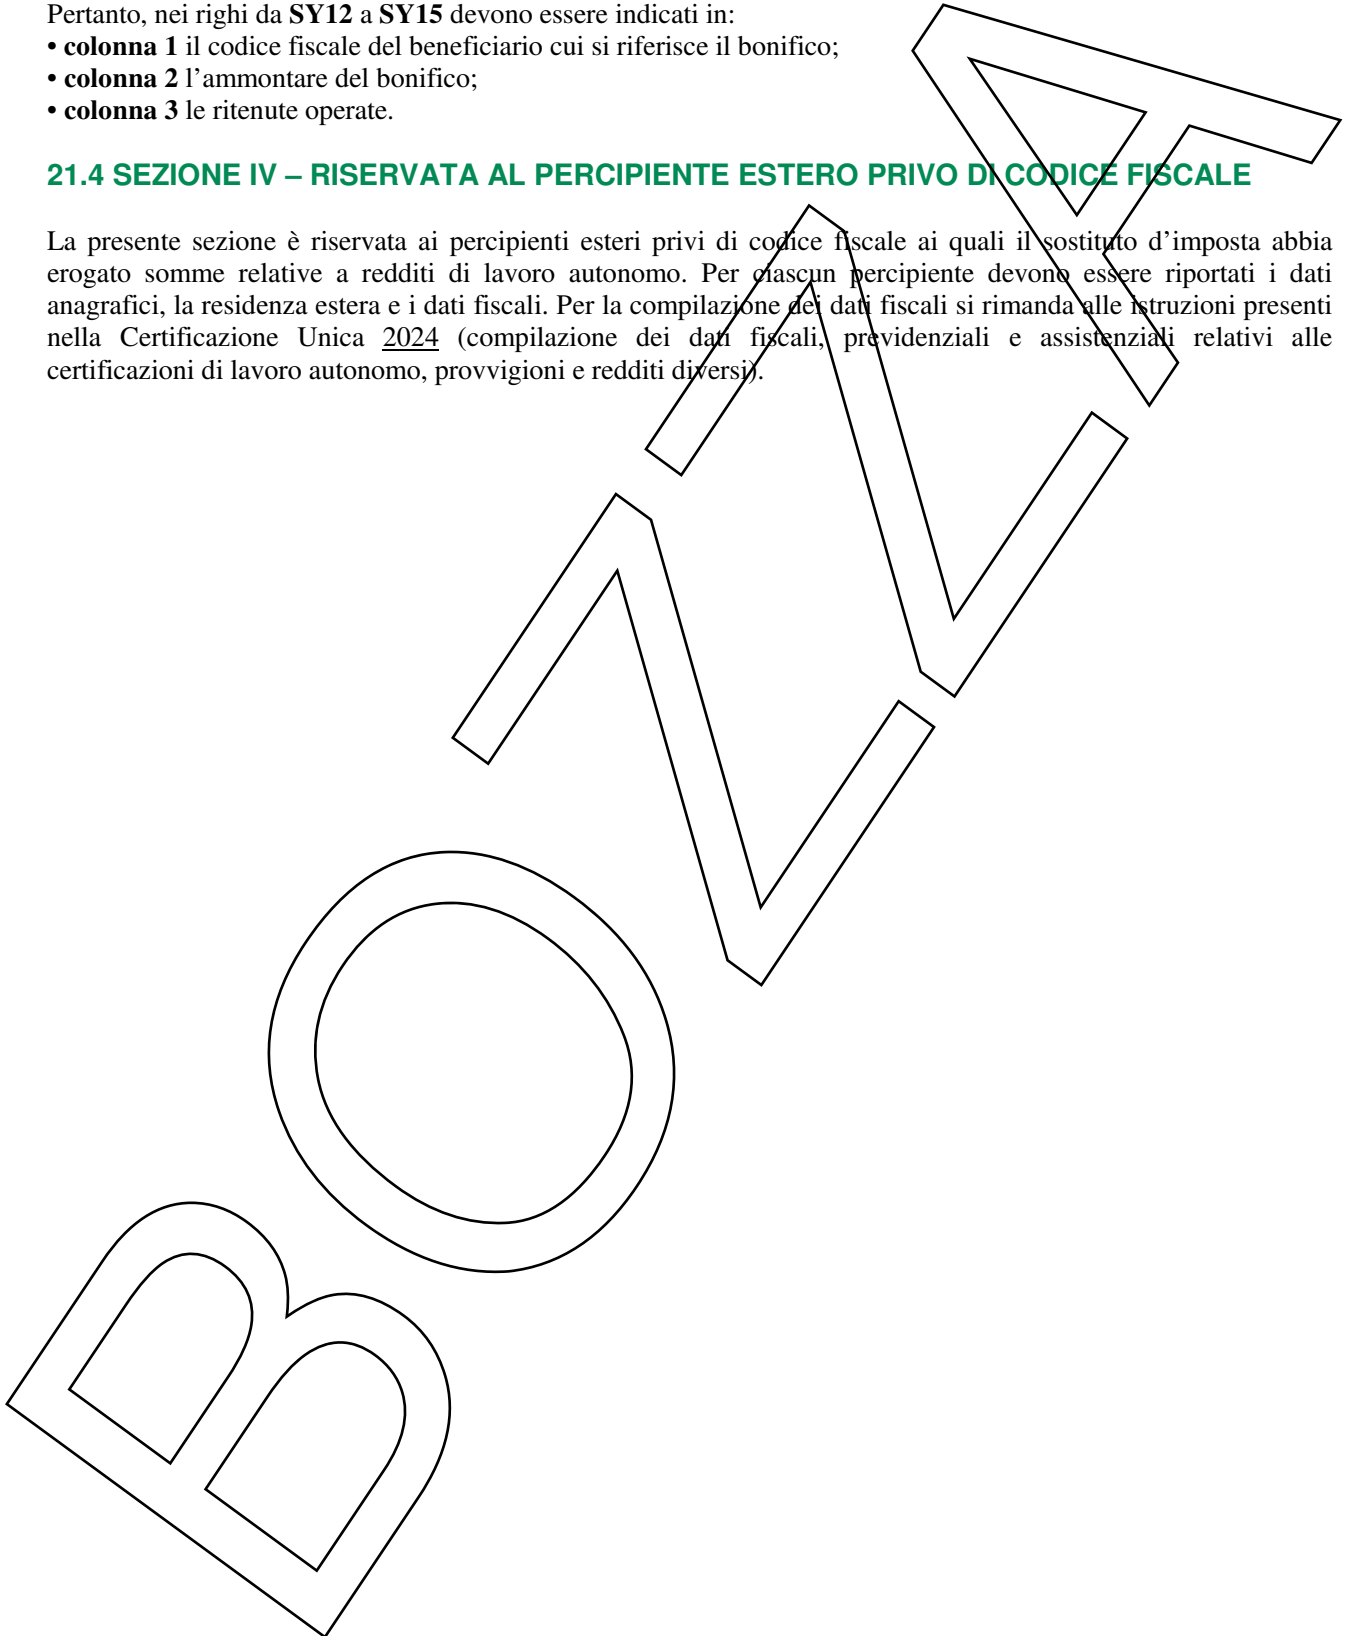 Pertanto, nei righi da SY12 a SY15 devono essere indicati in:
• colonna 1 il codice fiscale del beneficiario cui si riferisce il bonifico;
• colonna 2 l’ammontare del bonifico;
• colonna 3 le ritenute operate.
21.4 SEZIONE IV – RISERVATA AL PERCIPIENTE ESTERO PRIVO DI CODICE FISCALE
La presente sezione è riservata ai percipienti esteri privi di codice fiscale ai quali il sostituto d’imposta abbia
erogato somme relative a redditi di lavoro autonomo. Per ciascun percipiente devono essere riportati i dati
anagrafici, la residenza estera e i dati fiscali. Per la compilazione dei dati fiscali si rimanda alle istruzioni presenti
nella Certificazione Unica 2024 (compilazione dei dati fiscali, previdenziali e assistenziali relativi alle
certificazioni di lavoro autonomo, provvigioni e redditi diversi).
BOZZA